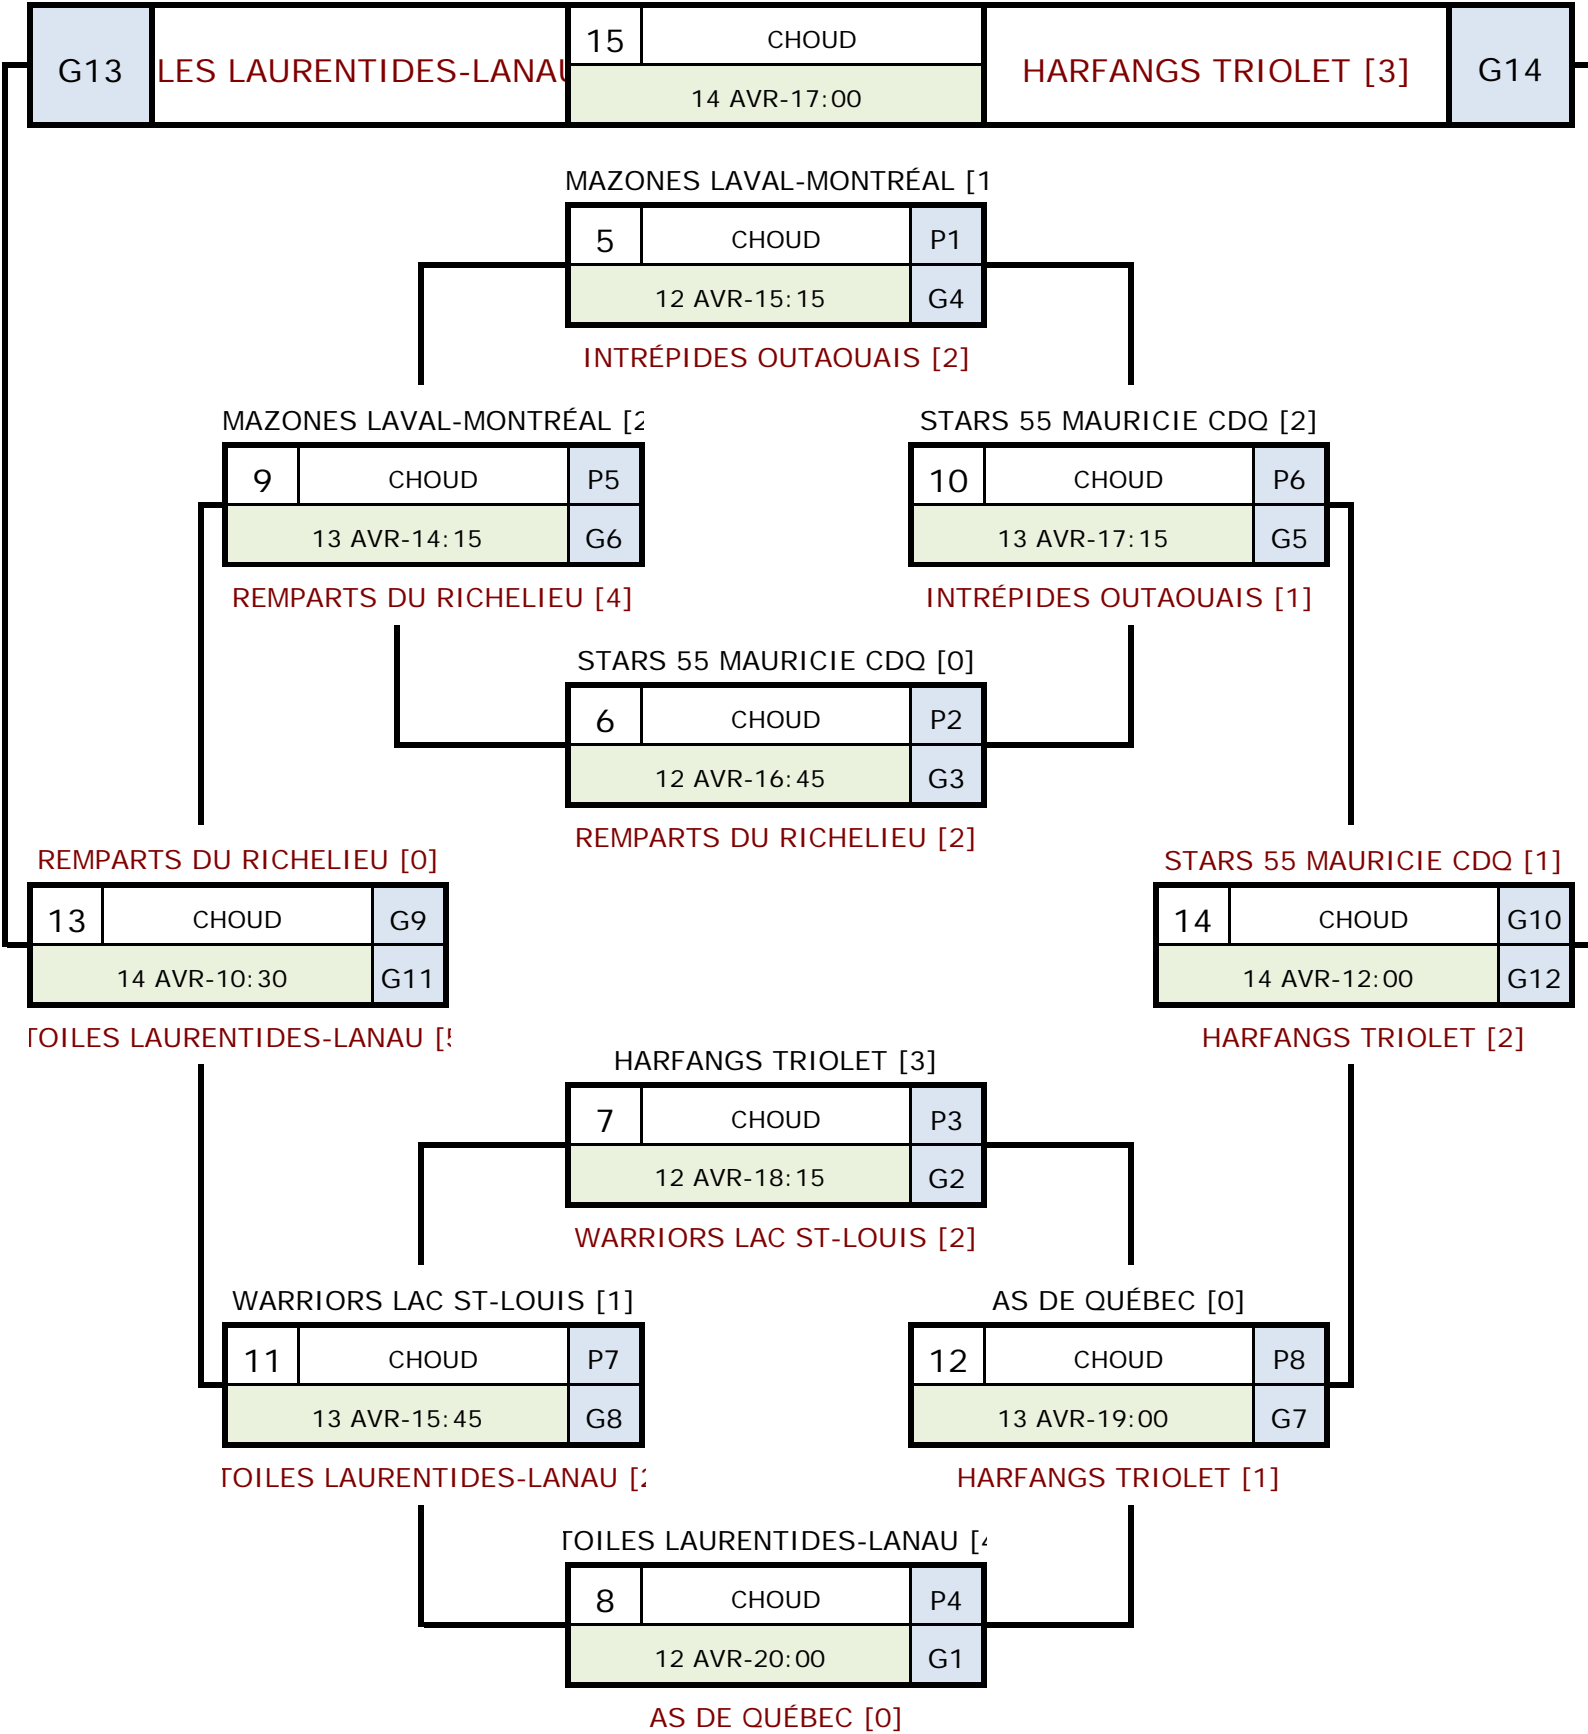 G13 LES LAURENTIDES-LANAU 15 CHOUD HARFANGS TRIOLET [3] G14
14 AVR-17:00
MAZONES LAVAL-MONTRÉAL [1
5 CHOUD P1
12 AVR-15:15 G4
INTRÉPIDES OUTAOUAIS [2]
MAZONES LAVAL-MONTRÉAL [2
9 CHOUD P5
13 AVR-14:15 G6
REMPARTS DU RICHELIEU [4]
STARS 55 MAURICIE CDQ [2]
10 CHOUD P6
13 AVR-17:15 G5
INTRÉPIDES OUTAOUAIS [1]
STARS 55 MAURICIE CDQ [0]
6 CHOUD P2
12 AVR-16:45 G3
REMPARTS DU RICHELIEU [2]
REMPARTS DU RICHELIEU [0]
13 CHOUD G9
14 AVR-10:30 G11
TOILES LAURENTIDES-LANAU [5
STARS 55 MAURICIE CDQ [1]
14 CHOUD G10
14 AVR-12:00 G12
HARFANGS TRIOLET [2]
HARFANGS TRIOLET [3]
7 CHOUD P3
12 AVR-18:15 G2
WARRIORS LAC ST-LOUIS [2]
WARRIORS LAC ST-LOUIS [1]
11 CHOUD P7
13 AVR-15:45 G8
TOILES LAURENTIDES-LANAU [2
AS DE QUÉBEC [0]
12 CHOUD P8
13 AVR-19:00 G7
HARFANGS TRIOLET [1]
TOILES LAURENTIDES-LANAU [4
8 CHOUD P4
12 AVR-20:00 G1
AS DE QUÉBEC [0]